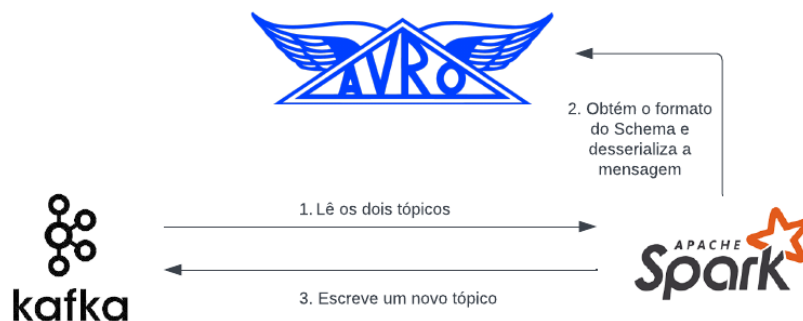 AVRO
2. Obtém o formato
do Schema e
desserializa a
mensagem
1. Lê os dois tópicos
APACHE
Spark
3. Escreve um novo tópico
kafka